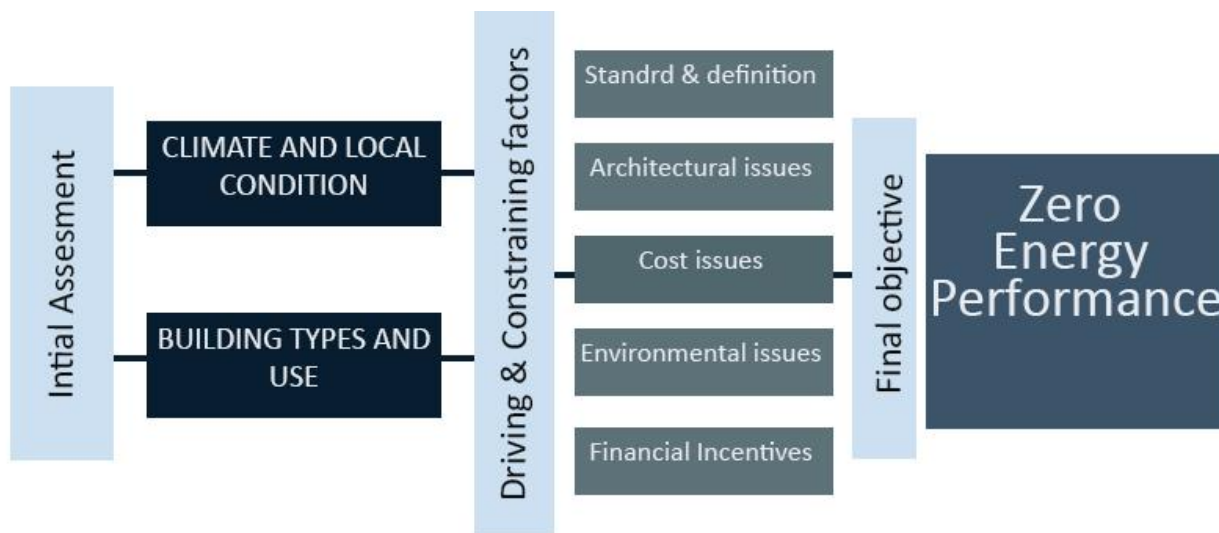 Intial Assesment
CLIMATE AND LOCAL
CONDITION
BUILDING TYPES AND
USE
Driving & Constraining factors
Standrd & definition
Architectural issues
Cost issues
Environmental issues
Financial Incentives
Final objective
Zero
Energy
Performance